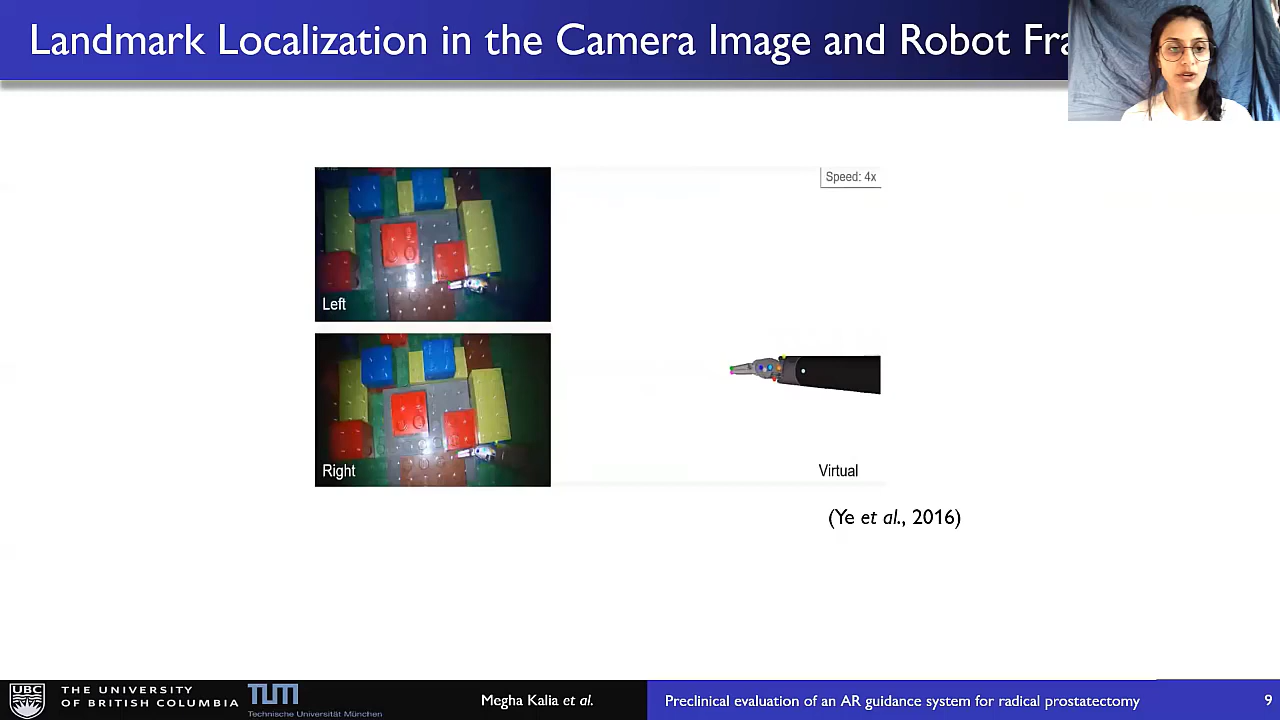 Landmark Localization in the Camera Image and Robot Fra
Speed: 4x
Left
Right
Virtual
(Ye et al., 2016)
UBC
THE UNIVERSITY
OF BRITISH COLUMBIA
TUM
Technische Universität München
Megha Kalia et al.
Preclinical evaluation of an AR guidance system for radical prostatectomy
9